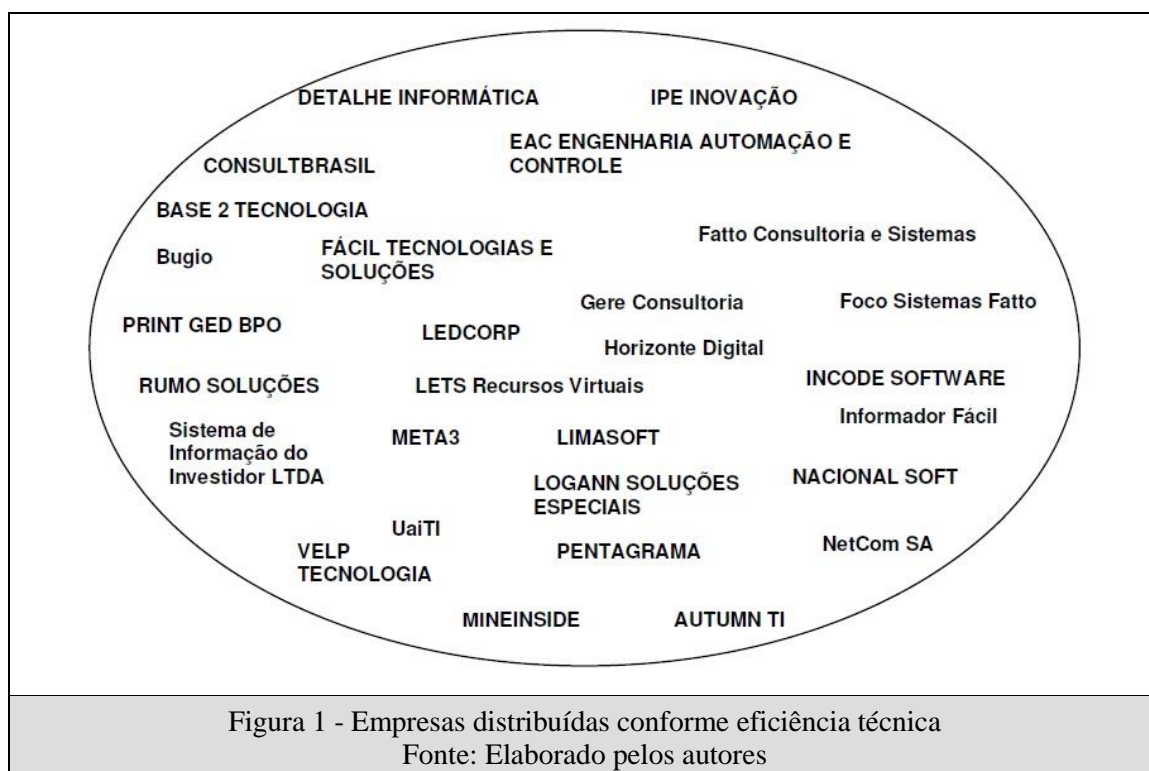 DETALHE INFORMÁTICA
IPE INOVAÇÃO
EAC ENGENHARIA AUTOMAÇÃO E
CONTROLE
CONSULTBRASIL
BASE 2 TECNOLOGIA
Fatto Consultoria e Sistemas
Bugio
FÁCIL TECNOLOGIAS E
SOLUÇÕES
Gere Consultoria
Foco Sistemas Fatto
PRINT GED BPO
LEDCORP
Horizonte Digital
RUMO SOLUÇÕES
LETS Recursos Virtuais
INCODE SOFTWARE
Informador Fácil
Sistema de
Informação do
Investidor LTDA
META3
LIMASOFT
LOGANN SOLUÇÕES
ESPECIAIS
NACIONAL SOFT
UaiTI
VELP
TECNOLOGIA
PENTAGRAMA
NetCom SA
MINEINSIDE
AUTUMN TI
Figura 1 - Empresas distribuídas conforme eficiência técnica
Fonte: Elaborado pelos autores